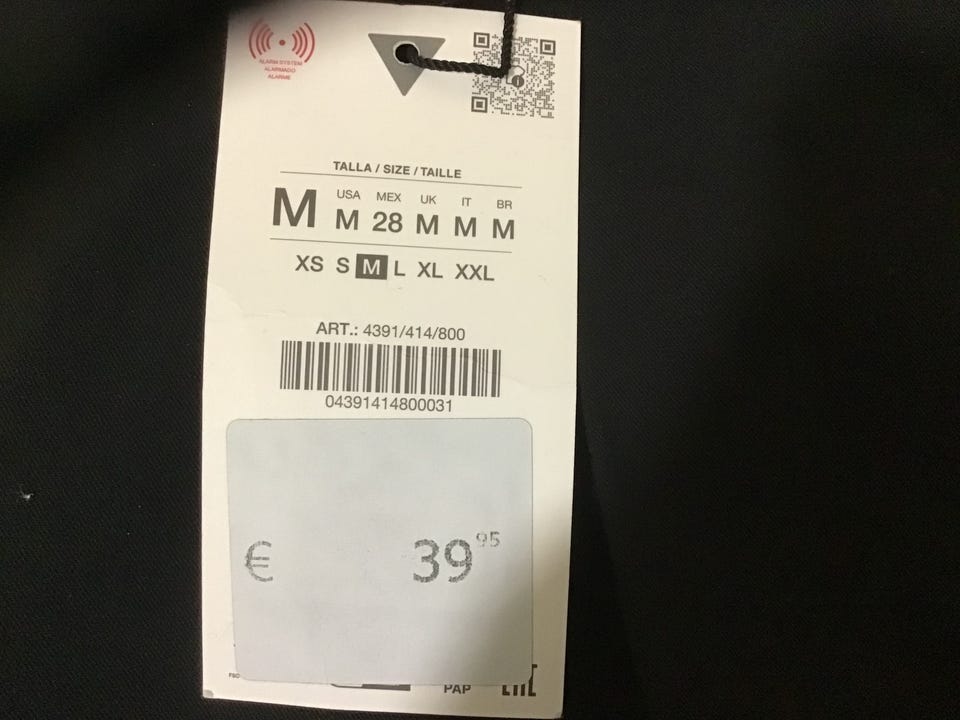 ALARM SYSTEM
ALARMADO
ALARME
TALLA / SIZE / TAILLE
USA MEX UK IT BR
M M 28 M M M
XS S M L XL XXL
ART.: 4391/414/800
04391414800031
€ 39 95
FSC
PAP